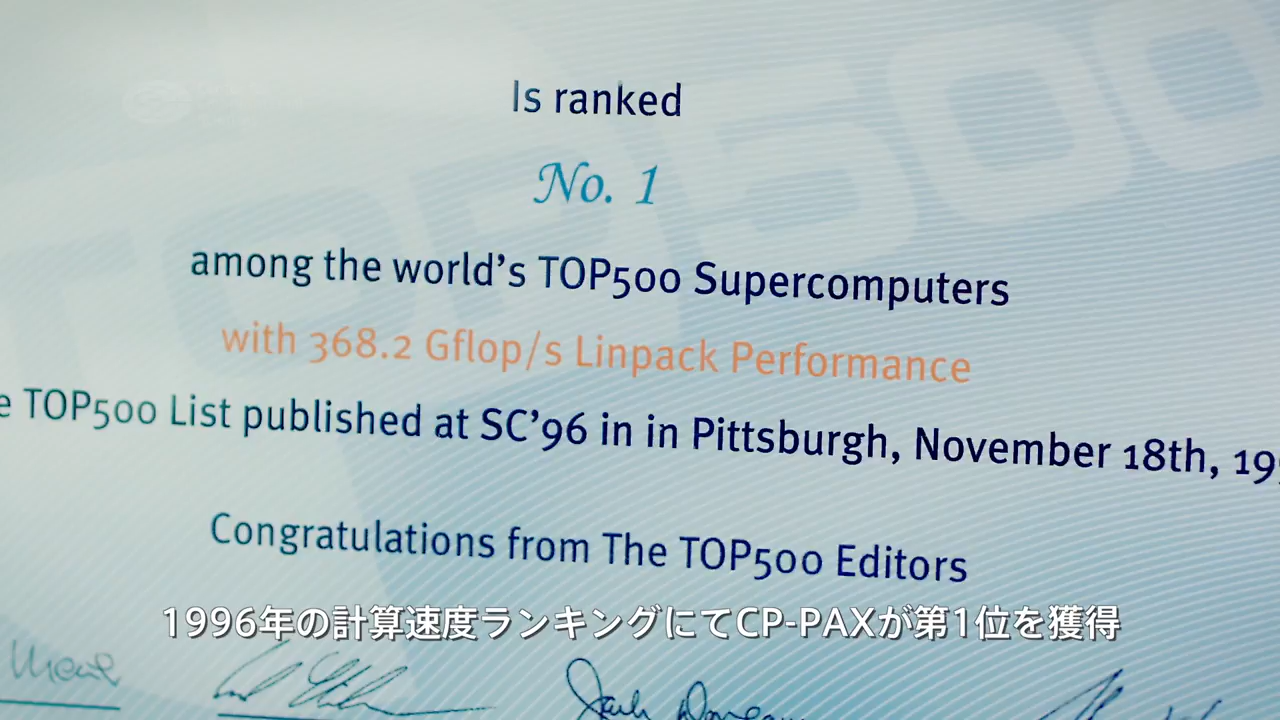 Is ranked
No. 1
among the world's TOP500 Supercomputers
with 368.2 Gflop/s Linpack Performance
TOP500 List published at SC'96 in in Pittsburgh, November 18th,
Congratulations from The TOP500 Editors
1996年の計算速度ランキングにてCP-PAXが第1位を獲得